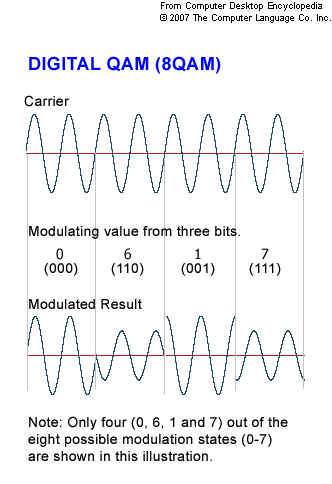 From Computer Desktop Encyclopedia
© 2007 The Computer Language Co. Inc.
DIGITAL QAM (8QAM)
Carrier
Modulating value from three bits.
0 6 1 7
(000) (110) (001) (111)
Modulated Result
Note: Only four (0, 6, 1 and 7) out of the
eight possible modulation states (0-7)
are shown in this illustration.